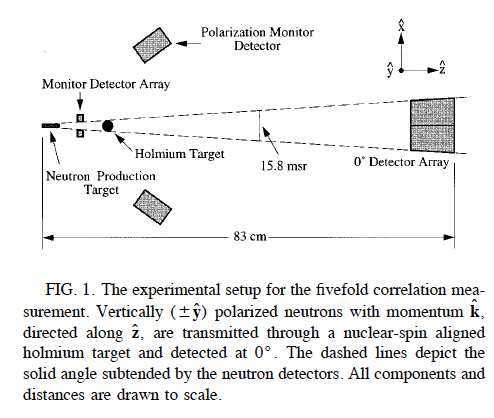 Polarization Monitor
Detector
x̂
ŷ
ẑ
Monitor Detector Array
Holmium Target
15.8 msr
0° Detector Array
Neutron Production
Target
83 cm
FIG. 1. The experimental setup for the fivefold correlation mea-
surement. Vertically (±ŷ) polarized neutrons with momentum k̂,
directed along ẑ, are transmitted through a nuclear-spin aligned
holmium target and detected at 0°. The dashed lines depict the
solid angle subtended by the neutron detectors. All components and
distances are drawn to scale.